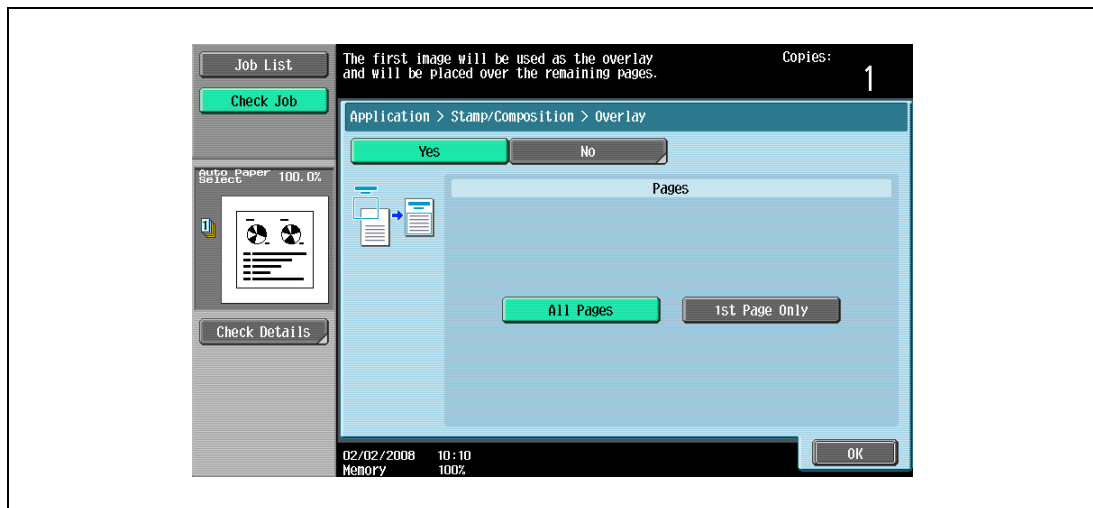 Job List
Check Job
The first image will be used as the overlay
and will be placed over the remaining pages.
Copies:
1
Application > Stamp/Composition > Overlay
Yes
No
Auto Paper
Select
100.0%
1
Pages
All Pages
1st Page Only
Check Details
02/02/2008 10:10
Memory 100%
OK